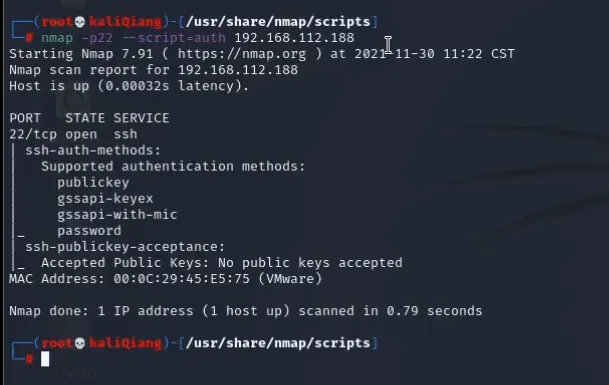 ┌──(root💀kaliQiang)-[/usr/share/nmap/scripts]
└─# nmap -p22 --script=auth 192.168.112.188
Starting Nmap 7.91 ( https://nmap.org ) at 2021-11-30 11:22 CST
Nmap scan report for 192.168.112.188
Host is up (0.00032s latency).

PORT   STATE SERVICE
22/tcp open  ssh
| ssh-auth-methods:
|   Supported authentication methods:
|     publickey
|     gssapi-keyex
|     gssapi-with-mic
|_    password
| ssh-publickey-acceptance:
|_  Accepted Public Keys: No public keys accepted
MAC Address: 00:0C:29:45:E5:75 (VMware)

Nmap done: 1 IP address (1 host up) scanned in 0.79 seconds

┌──(root💀kaliQiang)-[/usr/share/nmap/scripts]
└─#